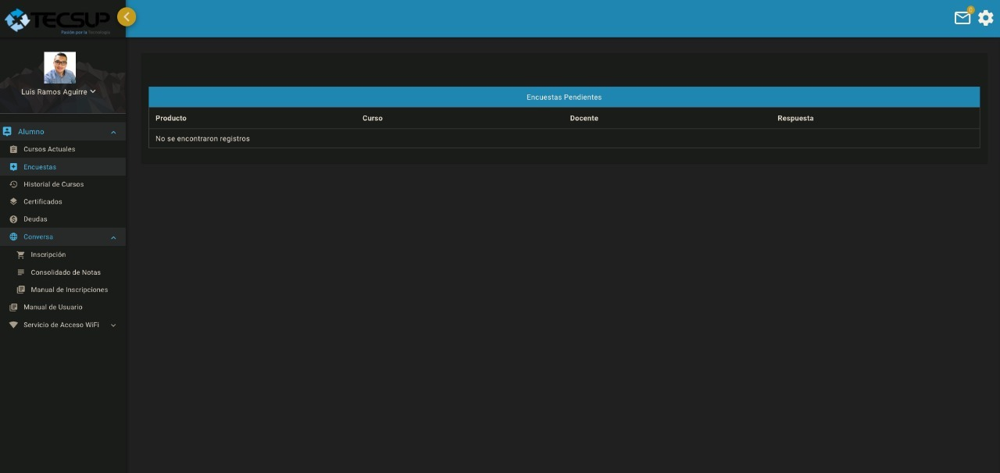 TECSUP
Pasión por la Tecnología
0
Luis Ramos Aguirre
Alumno
Cursos Actuales
Encuestas
Historial de Cursos
Certificados
Deudas
Conversa
Inscripción
Consolidado de Notas
Manual de Inscripciones
Manual de Usuario
Servicio de Acceso WiFi
Encuestas Pendientes
Producto Curso Docente Respuesta
No se encontraron registros